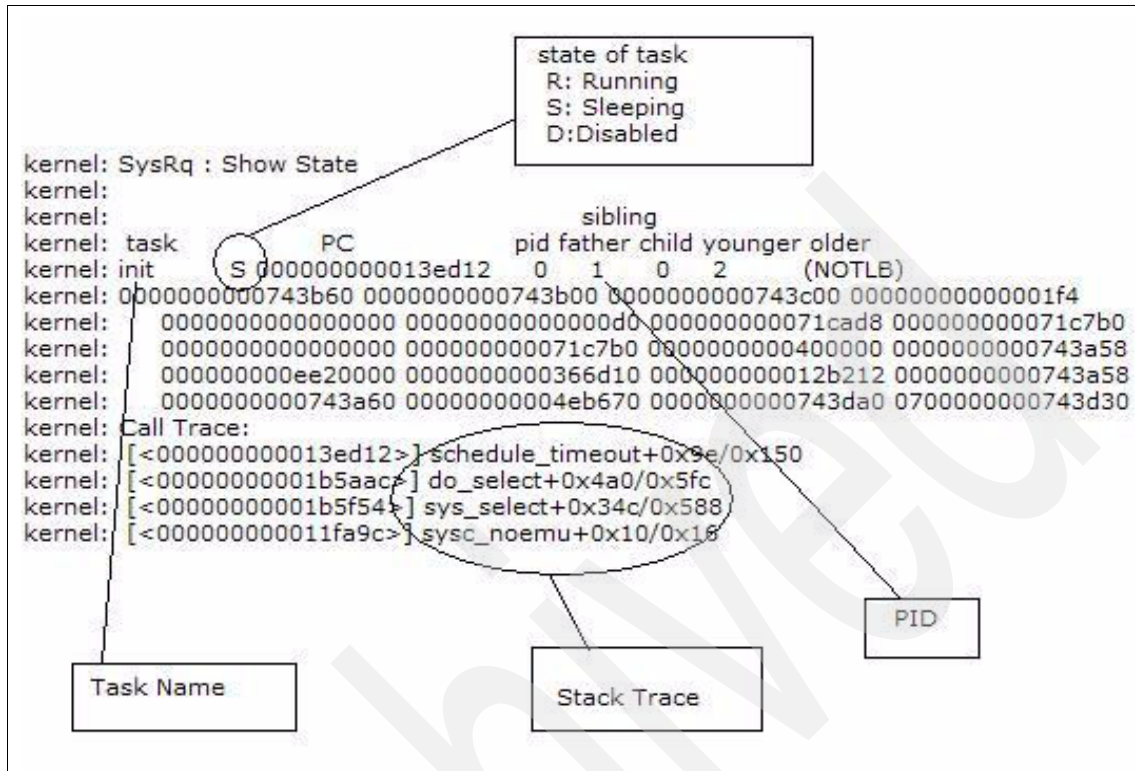 state of task
R: Running
S: Sleeping
D:Disabled
kernel: SysRq : Show State
kernel:
kernel: sibling
kernel: task PC pid father child younger older
kernel: init S 000000000013ed12 0 1 0 2 (NOTLB)
kernel: 0000000000743b60 0000000000743b00 0000000000743c00 00000000000001f4
kernel: 0000000000000000 00000000000000d0 000000000071cad8 000000000071c7b0
kernel: 0000000000000000 000000000071c7b0 0000000000400000 0000000000743a58
kernel: 000000000ee20000 0000000000366d10 000000000012b212 0000000000743a58
kernel: 0000000000743a60 00000000004eb670 0000000000743da0 0700000000743d30
kernel: Call Trace:
kernel: [<000000000013ed12>] schedule_timeout+0x9e/0x150
kernel: [<00000000001b5aac>] do_select+0x4a0/0x5fc
kernel: [<00000000001b5f54>] sys_select+0x34c/0x588
kernel: [<000000000011fa9c>] sysc_noemu+0x10/0x16
PID
Task Name
Stack Trace